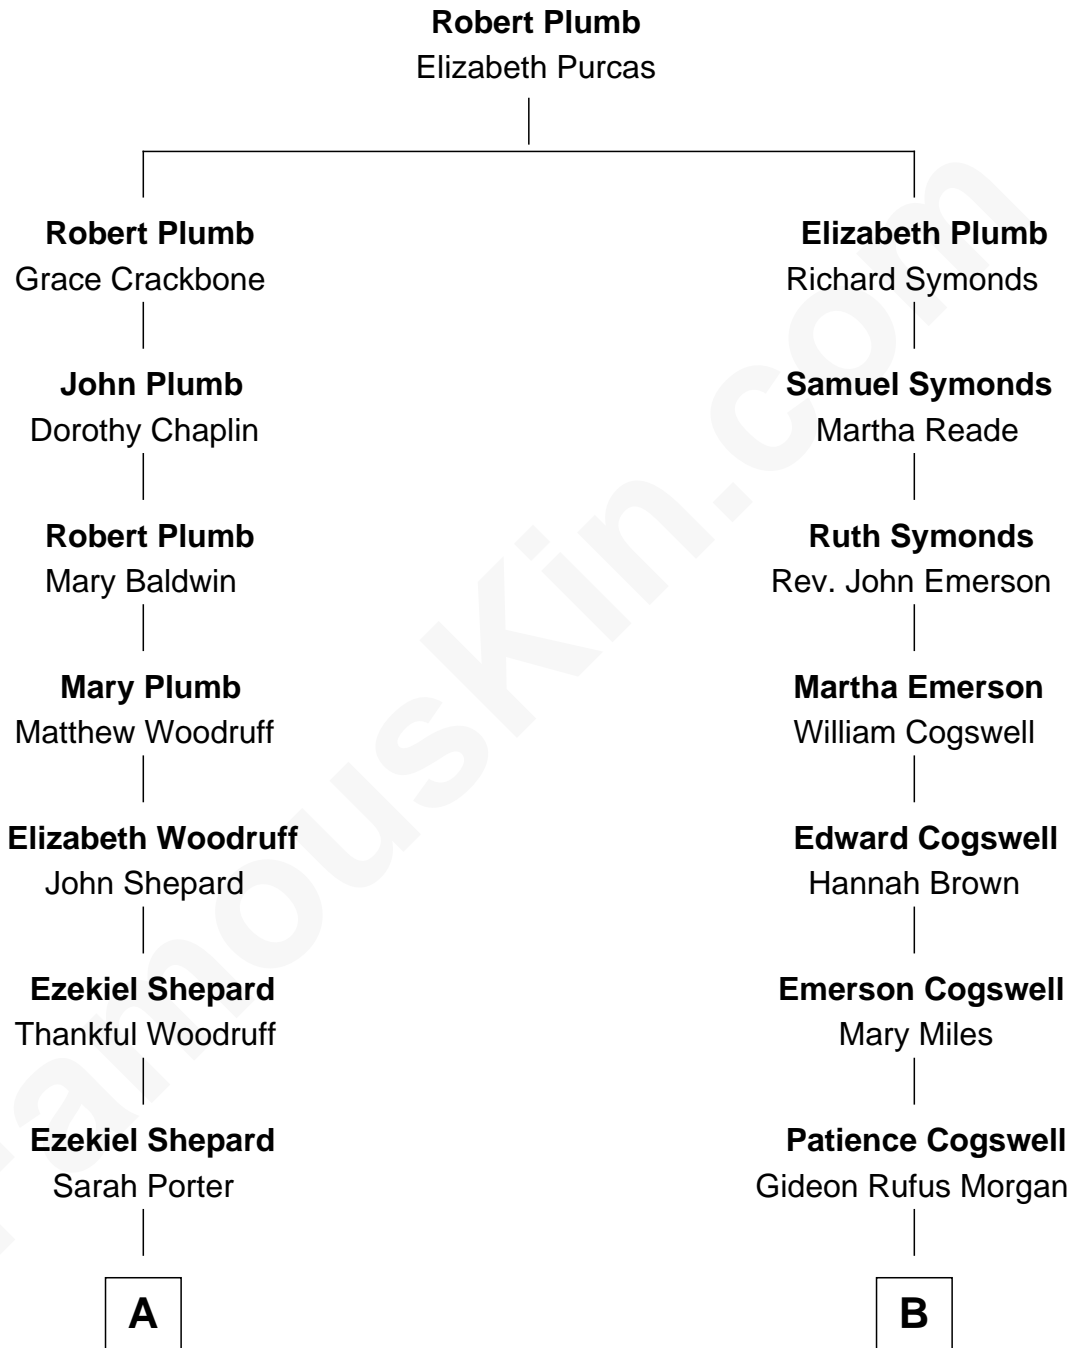 Robert Plumb
Elizabeth Purcas
Robert Plumb
Grace Crackbone
Elizabeth Plumb
Richard Symonds
John Plumb
Dorothy Chaplin
Samuel Symonds
Martha Reade
Robert Plumb
Mary Baldwin
Ruth Symonds
Rev. John Emerson
Mary Plumb
Matthew Woodruff
Martha Emerson
William Cogswell
Elizabeth Woodruff
John Shepard
Edward Cogswell
Hannah Brown
Ezekiel Shepard
Thankful Woodruff
Emerson Cogswell
Mary Miles
Ezekiel Shepard
Sarah Porter
Patience Cogswell
Gideon Rufus Morgan
A
B
FamousKin.com